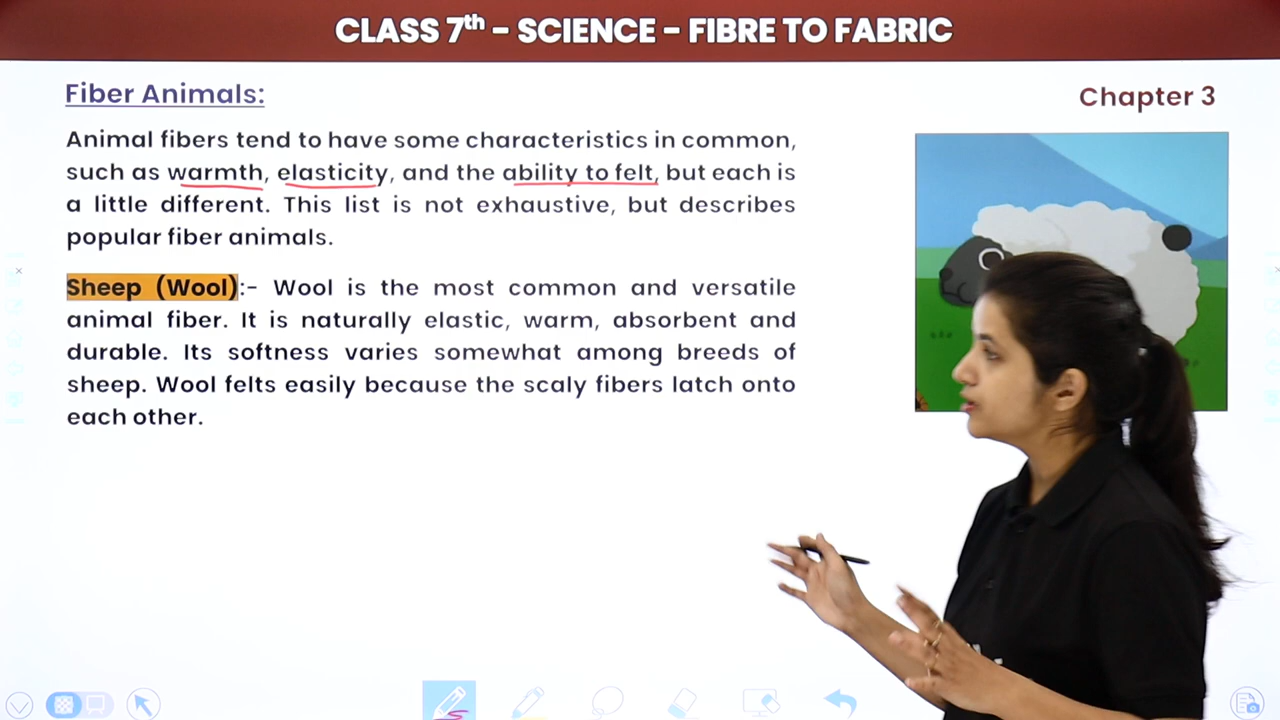 CLASS 7th - SCIENCE - FIBRE TO FABRIC
Fiber Animals:
Chapter 3
Animal fibers tend to have some characteristics in common,
such as warmth, elasticity, and the ability to felt, but each is
a little different. This list is not exhaustive, but describes
popular fiber animals.
Sheep (Wool):- Wool is the most common and versatile
animal fiber. It is naturally elastic, warm, absorbent and
durable. Its softness varies somewhat among breeds of
sheep. Wool felts easily because the scaly fibers latch onto
each other.